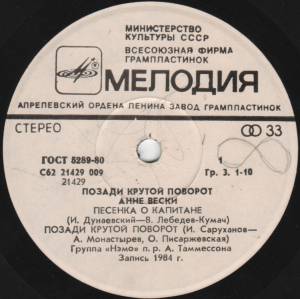 МИНИСТЕРСТВО
КУЛЬТУРЫ СССР
ВСЕСОЮЗНАЯ ФИРМА
ГРАМПЛАСТИНОК
МЕЛОДИЯ
АПРЕЛЕВСКИЙ ОРДЕНА ЛЕНИНА ЗАВОД ГРАМПЛАСТИНОК
СТЕРЕО 33
ГОСТ 5289-80 1
С62 21429 009 Гр. 3. 1-10
21429
ПОЗАДИ КРУТОЙ ПОВОРОТ
АННЕ ВЕСКИ
ПЕСЕНКА О КАПИТАНЕ
(И. Дунаевский—В. Лебедев-Кумач)
ПОЗАДИ КРУТОЙ ПОВОРОТ (И. Саруханов—
А. Монастырев, О. Писаржевская)
Группа «Нэмо» п. р. А. Таммессона
Запись 1984 г.